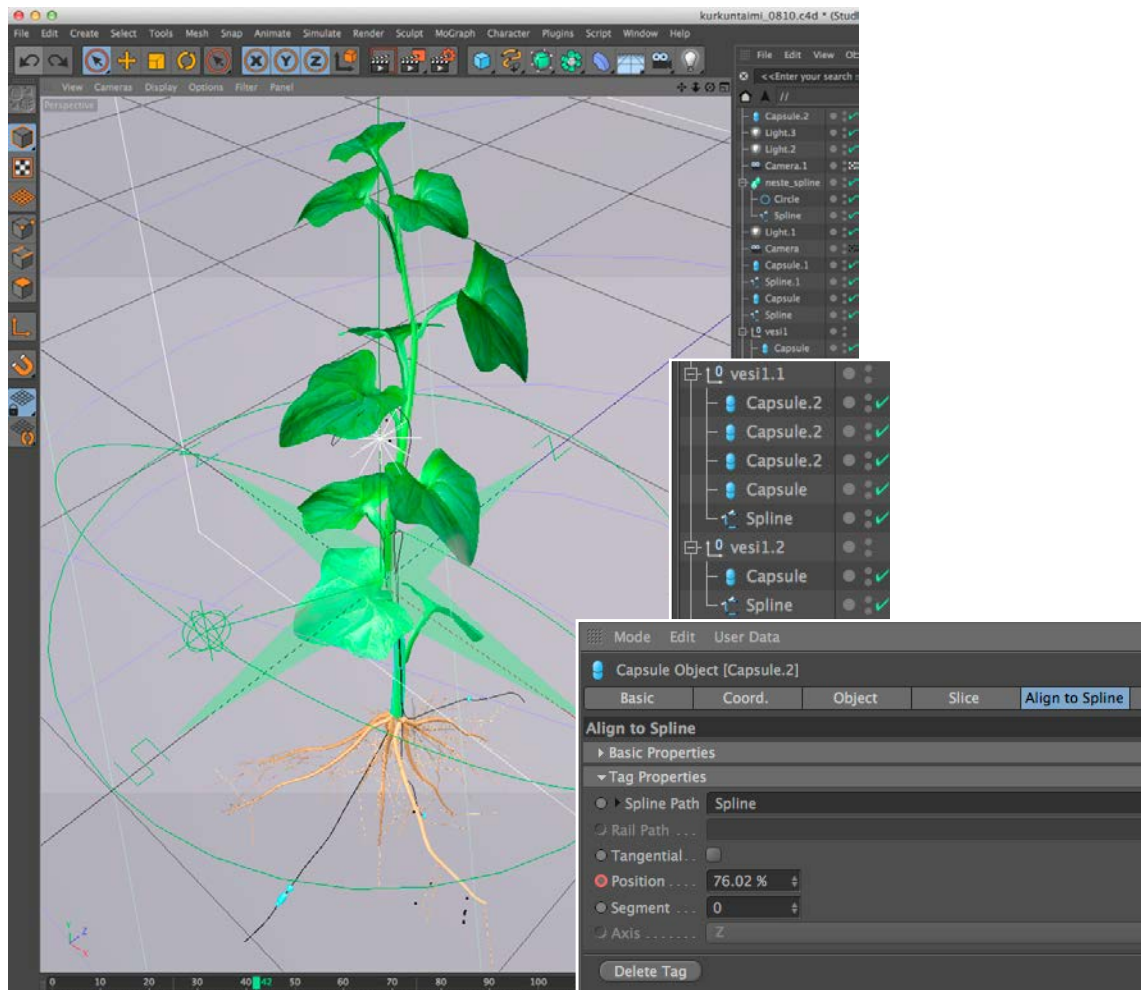 kurkuntaimi_0810.c4d * (Stud
File Edit Create Select Tools Mesh Snap Animate Simulate Render Sculpt MoGraph Character Plugins Script Window Help
X Y Z
File Edit View Ob
<<Enter your search
View Cameras Display Options Filter Panel
Perspective
//
Capsule.2
Light.3
Light.2
Camera.1
neste_spline
Circle
Spline
Light.1
Camera
Capsule.1
Spline.1
Capsule
Spline
vesi1
Capsule
vesi1.1
Capsule.2
Capsule.2
Capsule.2
Capsule
Spline
vesi1.2
Capsule
Spline
Mode Edit User Data
Capsule Object [Capsule.2]
Basic Coord. Object Slice Align to Spline
Align to Spline
Basic Properties
Tag Properties
Spline Path Spline
Rail Path . . .
Tangential . .
Position . . . . 76.02 %
Segment . . . 0
Axis . . . . . . . Z
Delete Tag
Y Z X
0 10 20 30 40 42 50 60 70 80 90 100